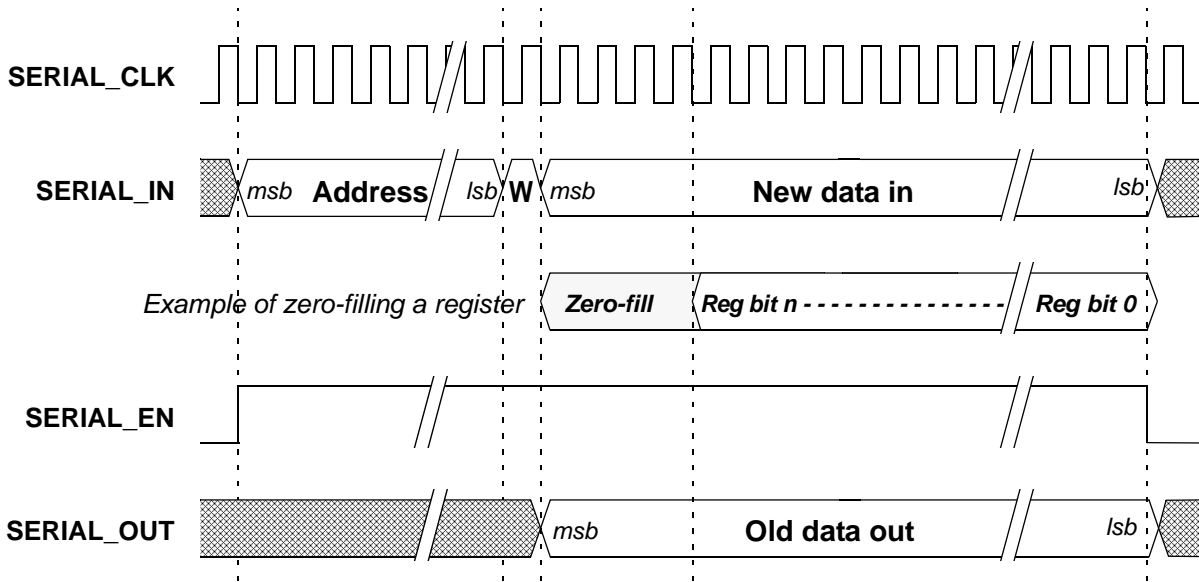 SERIAL_CLK
SERIAL_IN msb Address lsb W msb New data in lsb
Example of zero-filling a register Zero-fill Reg bit n - - - - - - - - - - - - - - - Reg bit 0
SERIAL_EN
SERIAL_OUT msb Old data out lsb